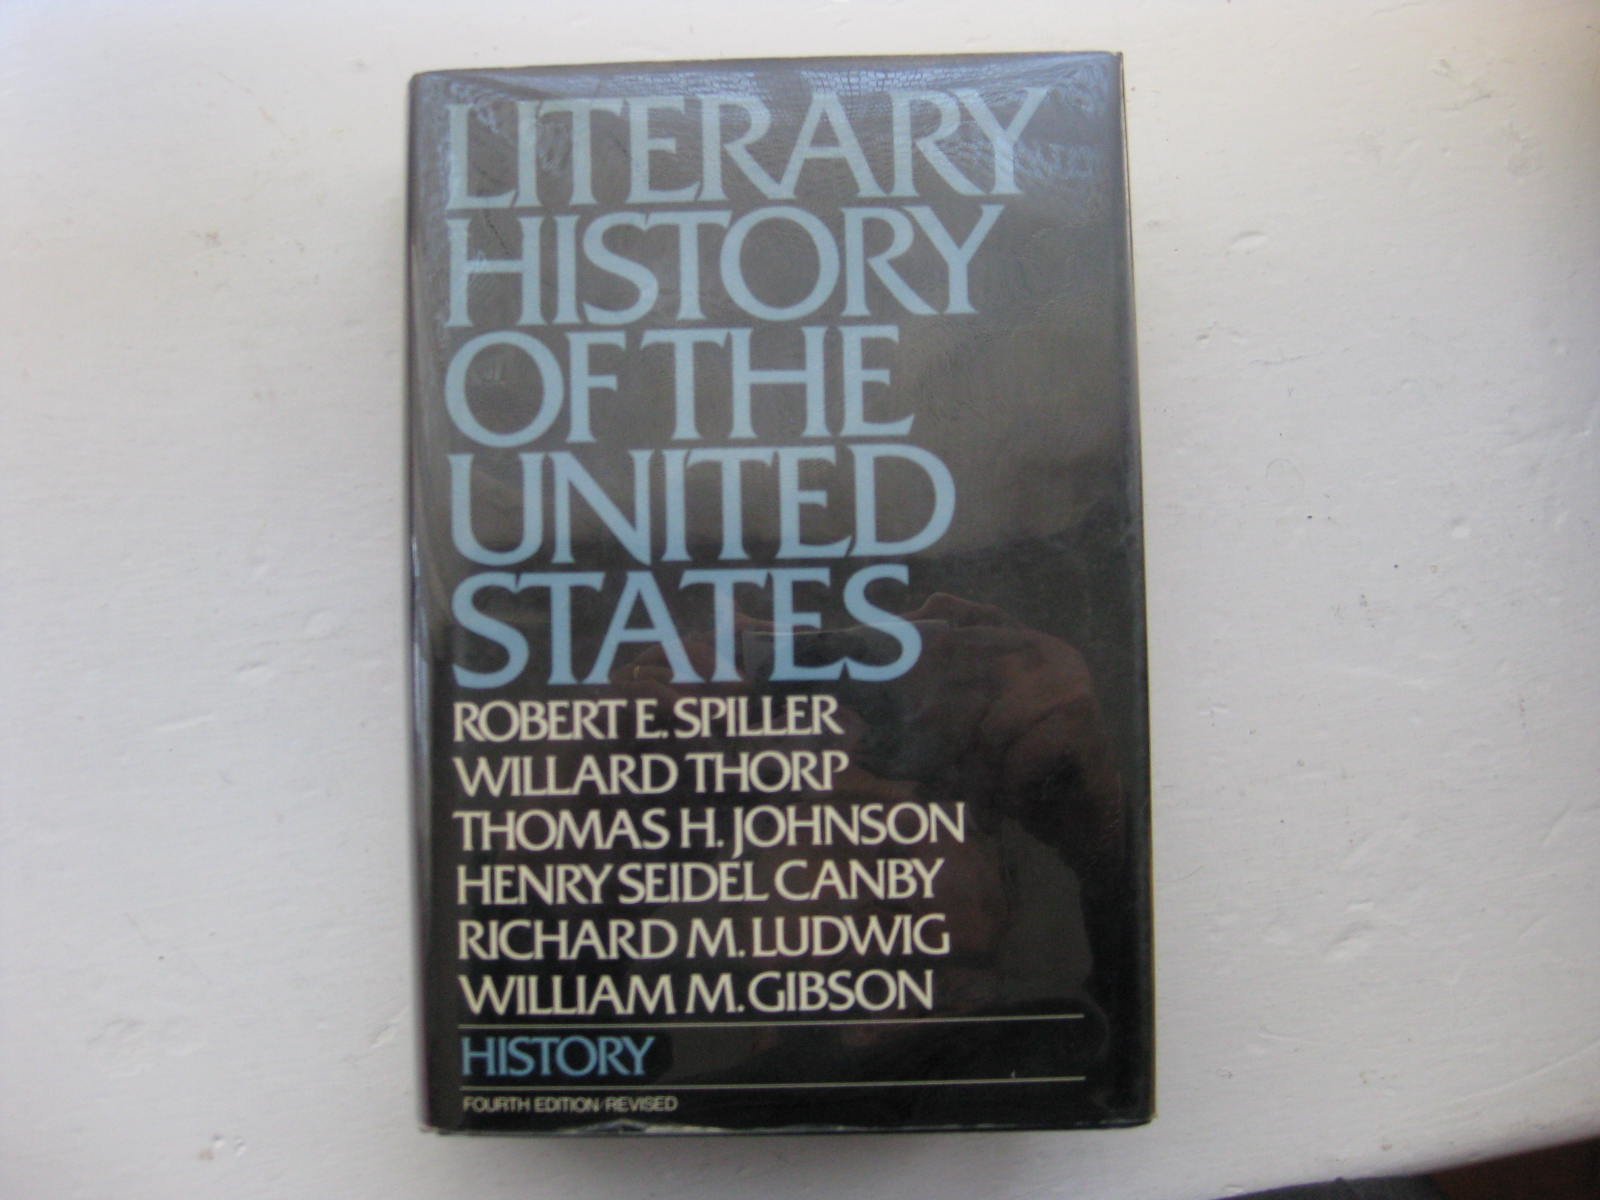 LITERARY
HISTORY
OF THE
UNITED
STATES
ROBERT E. SPILLER
WILLARD THORP
THOMAS H. JOHNSON
HENRY SEIDEL CANBY
RICHARD M. LUDWIG
WILLIAM M. GIBSON
HISTORY
FOURTH EDITION/REVISED